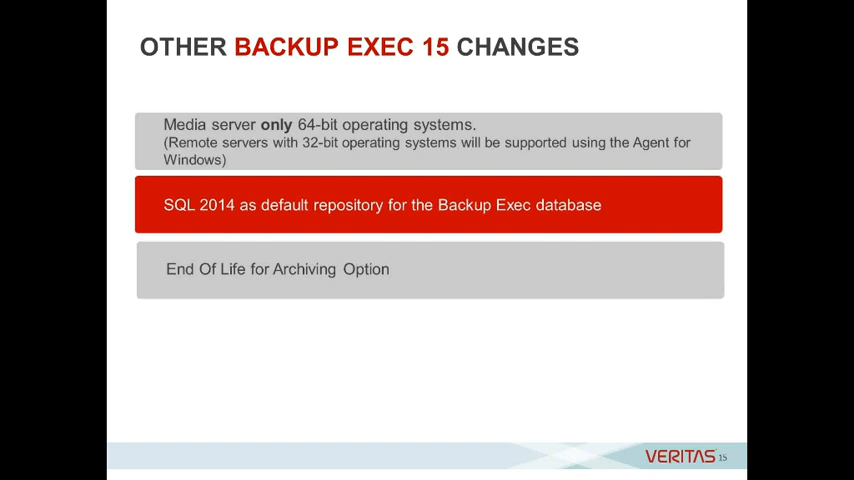 OTHER BACKUP EXEC 15 CHANGES
Media server only 64-bit operating systems.
(Remote servers with 32-bit operating systems will be supported using the Agent for
Windows)
SQL 2014 as default repository for the Backup Exec database
End Of Life for Archiving Option
VERITAS 15